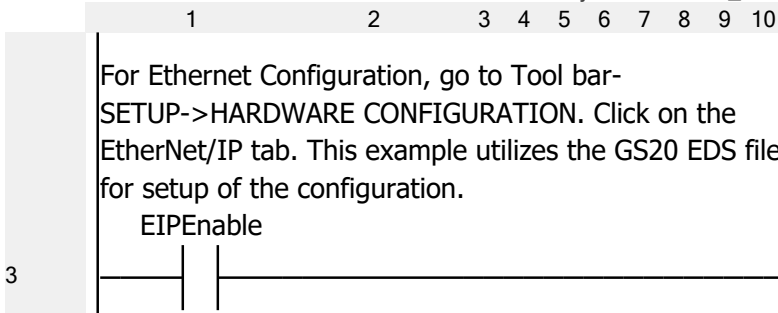 1 2 3 4 5 6 7 8 9 10
For Ethernet Configuration, go to Tool bar-
SETUP->HARDWARE CONFIGURATION. Click on the
EtherNet/IP tab. This example utilizes the GS20 EDS file
for setup of the configuration.
EIPEnable
3